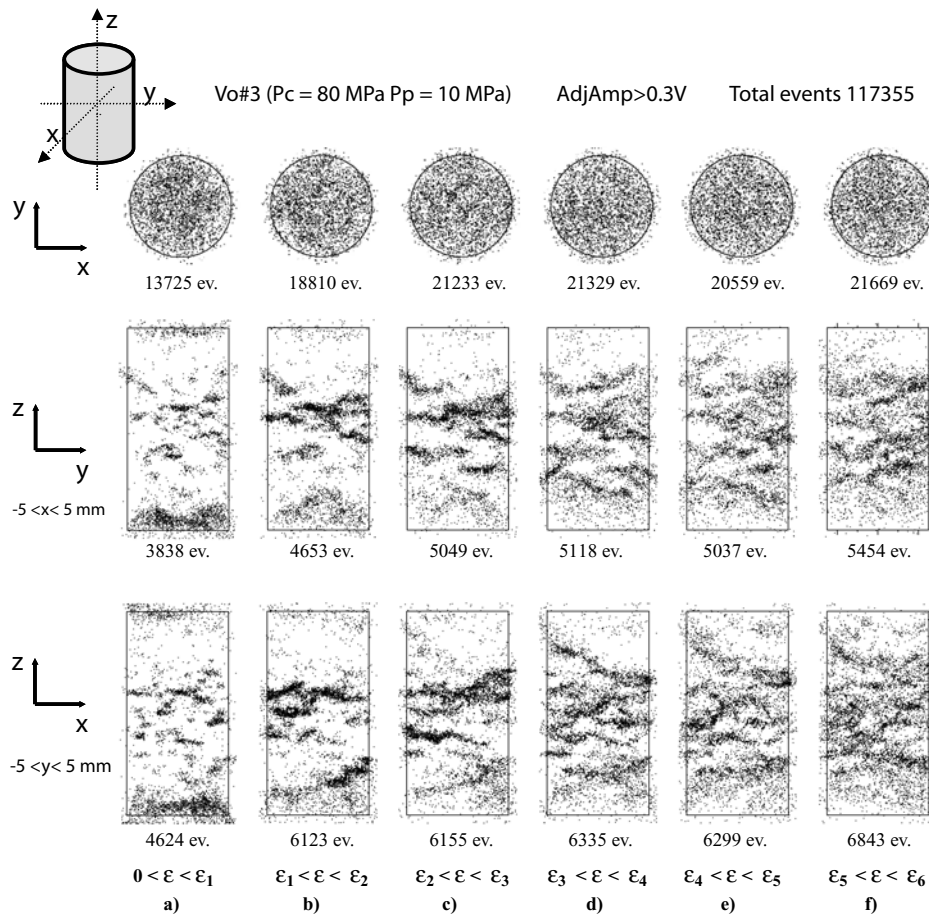 z
y
x
Vo#3 (Pc = 80 MPa Pp = 10 MPa) AdjAmp>0.3V Total events 117355
y
x
13725 ev. 18810 ev. 21233 ev. 21329 ev. 20559 ev. 21669 ev.
z
y
-5 <x< 5 mm
3838 ev. 4653 ev. 5049 ev. 5118 ev. 5037 ev. 5454 ev.
z
x
-5 <y< 5 mm
4624 ev. 6123 ev. 6155 ev. 6335 ev. 6299 ev. 6843 ev.
0 < ε < ε₁ ε₁ < ε < ε₂ ε₂ < ε < ε₃ ε₃ < ε < ε₄ ε₄ < ε < ε₅ ε₅ < ε < ε₆
a) b) c) d) e) f)